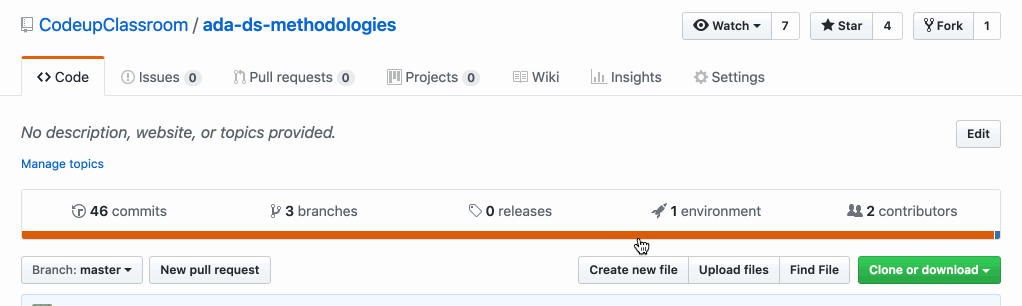 CodeupClassroom / ada-ds-methodologies Watch 7 Star 4 Fork 1
Code Issues 0 Pull requests 0 Projects 0 Wiki Insights Settings
No description, website, or topics provided. Edit
Manage topics
46 commits 3 branches 0 releases 1 environment 2 contributors
Branch: master New pull request Create new file Upload files Find File Clone or download